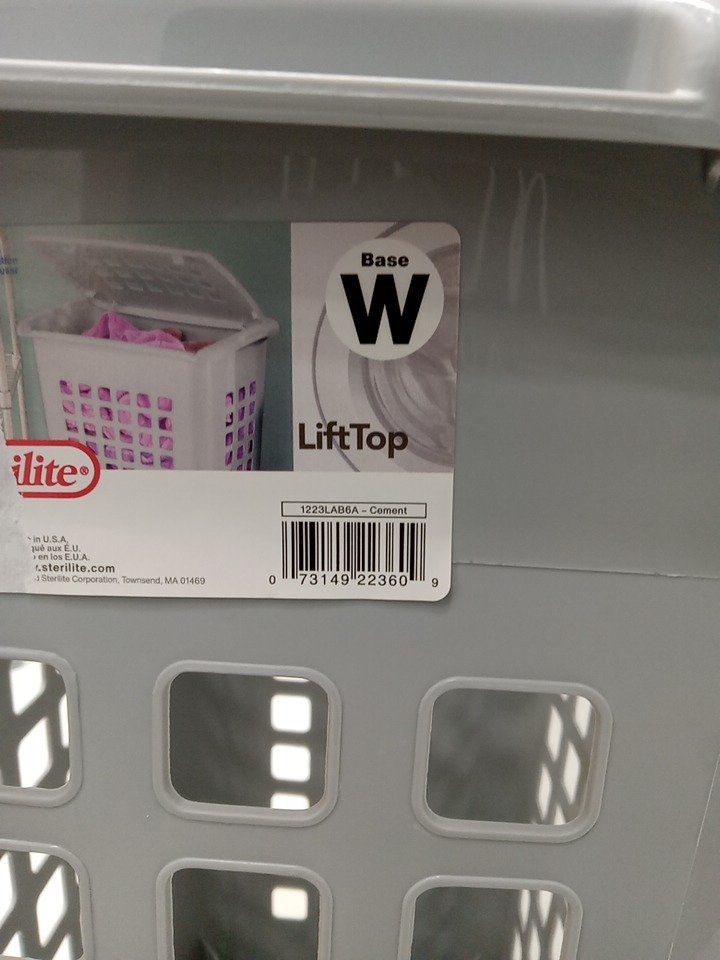 Base
W
LiftTop
ilite®
1223LAB6A – Cement
in U.S.A.
qué aux É.U.
en los E.U.A.
.sterilite.com
Sterilite Corporation, Townsend, MA 01469
0 73149 22360 9